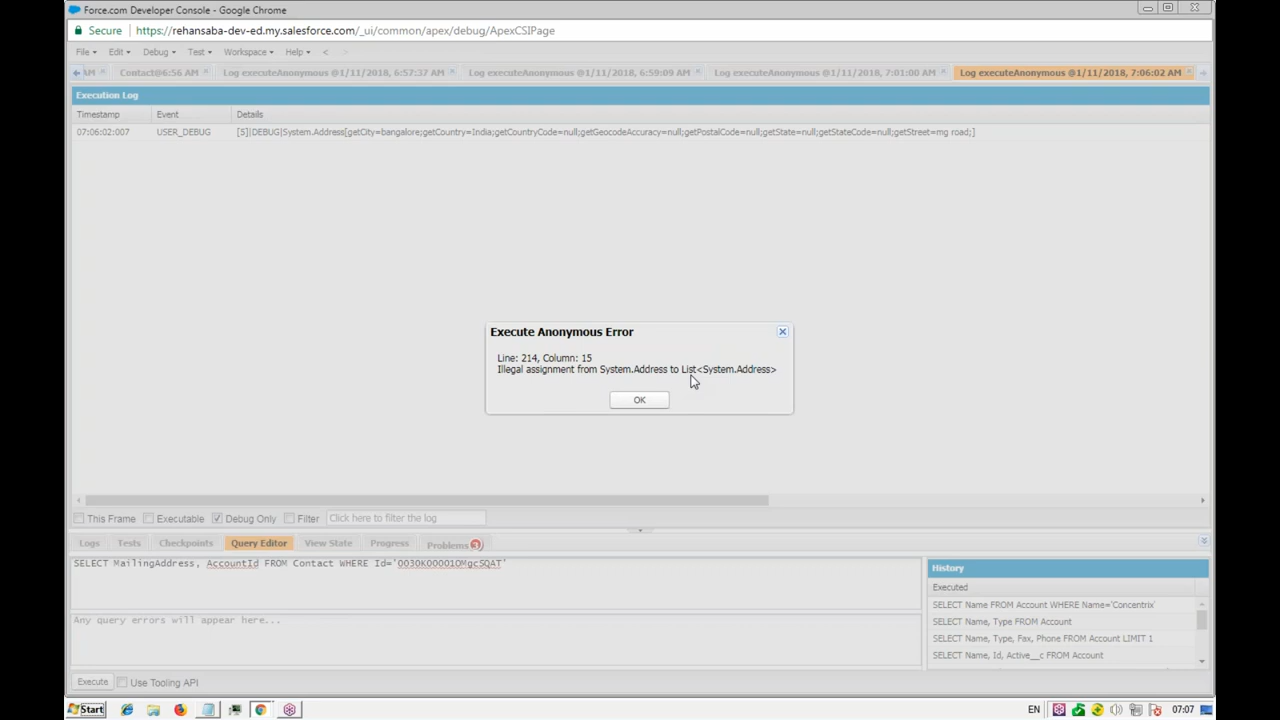 Force.com Developer Console - Google Chrome
Secure https://rehansaba-dev-ed.my.salesforce.com/_ui/common/apex/debug/ApexCSIPage
File Edit Debug Test Workspace Help < >
AM Contact@6:56 AM Log executeAnonymous @1/11/2018, 6:57:37 AM Log executeAnonymous @1/11/2018, 6:59:09 AM Log executeAnonymous @1/11/2018, 7:01:00 AM Log executeAnonymous @1/11/2018, 7:06:02 AM
Execution Log
Timestamp Event Details
07:06:02:007 USER_DEBUG [5]|DEBUG|System.Address[getCity=bangalore;getCountry=India;getCountryCode=null;getGeocodeAccuracy=null;getPostalCode=null;getState=null;getStateCode=null;getStreet=mg road;]
Execute Anonymous Error
Line: 214, Column: 15
Illegal assignment from System.Address to List<System.Address>
OK
This Frame Executable Debug Only Filter Click here to filter the log
Logs Tests Checkpoints Query Editor View State Progress Problems 3
SELECT MailingAddress, AccountId FROM Contact WHERE Id='
History
Executed
SELECT Name FROM Account WHERE Name='Concentrix'
SELECT Name, Type FROM Account
SELECT Name, Type, Fax, Phone FROM Account LIMIT 1
SELECT Name, Id, Active__c FROM Account
Any query errors will appear here...
Execute Use Tooling API
Start EN 07:07